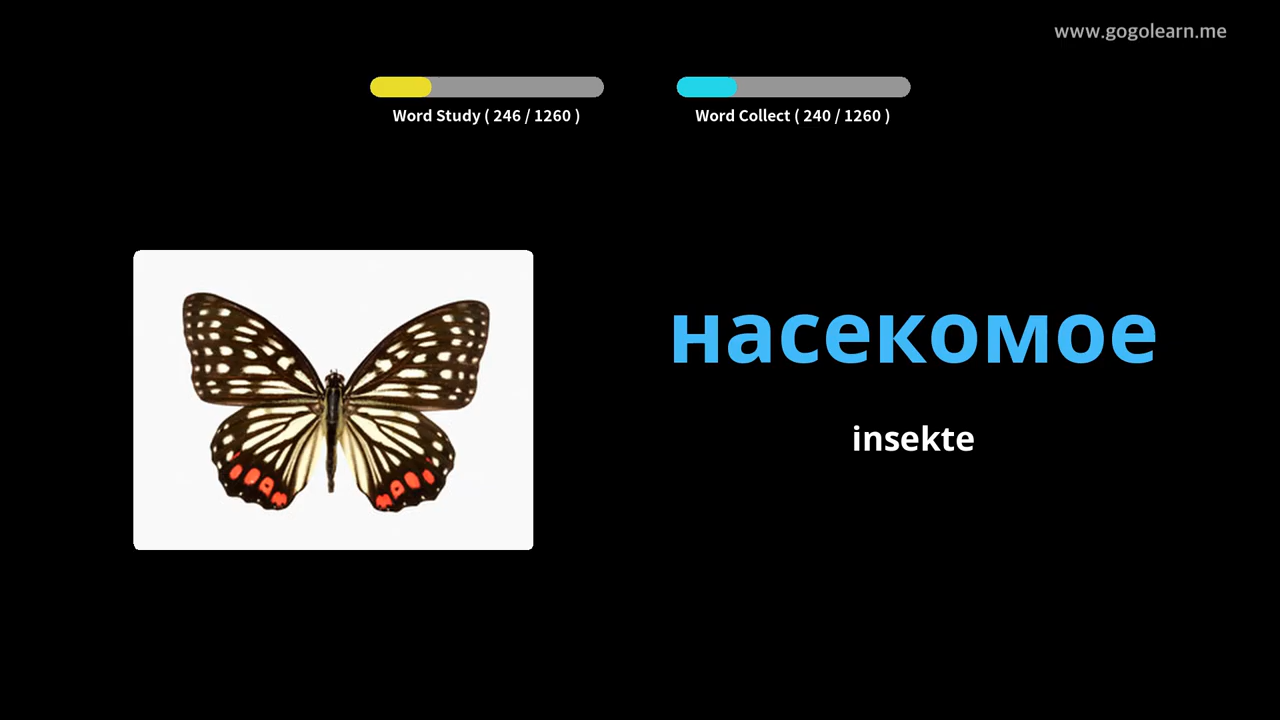 www.gogolearn.me
Word Study ( 246 / 1260 )
Word Collect ( 240 / 1260 )
насекомое
insekte